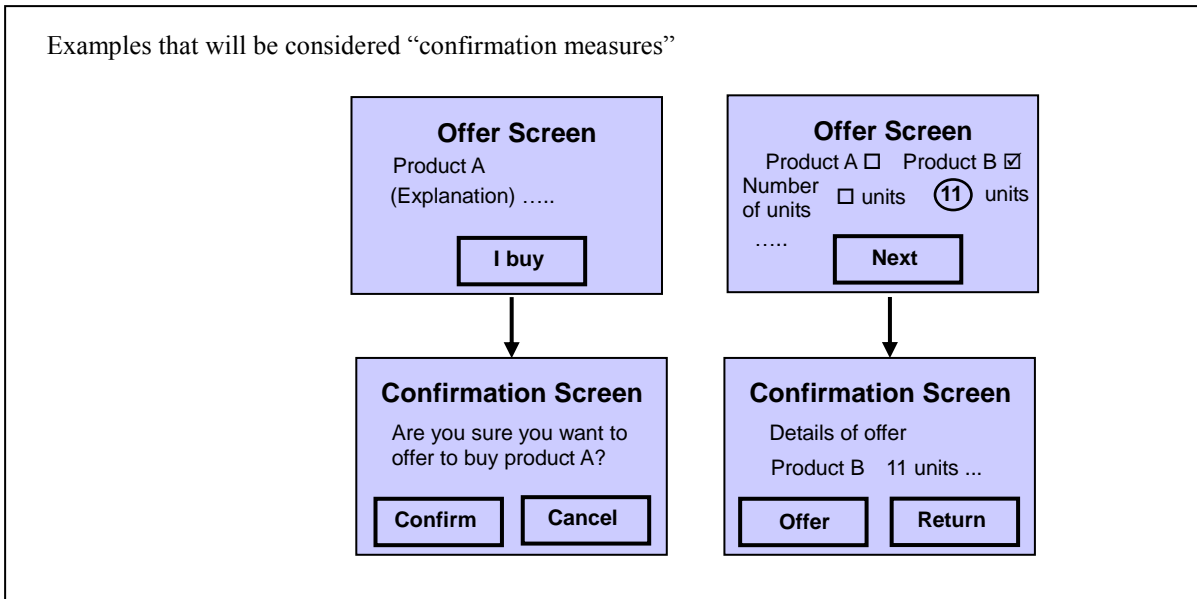 Examples that will be considered “confirmation measures”
Offer Screen
Product A
(Explanation) …..
I buy
Confirmation Screen
Are you sure you want to
offer to buy product A?
Confirm
Cancel
Offer Screen
Product A ☐ Product B ☑
Number
of units
☐ units
11 units
…..
Next
Confirmation Screen
Details of offer
Product B 11 units ...
Offer
Return